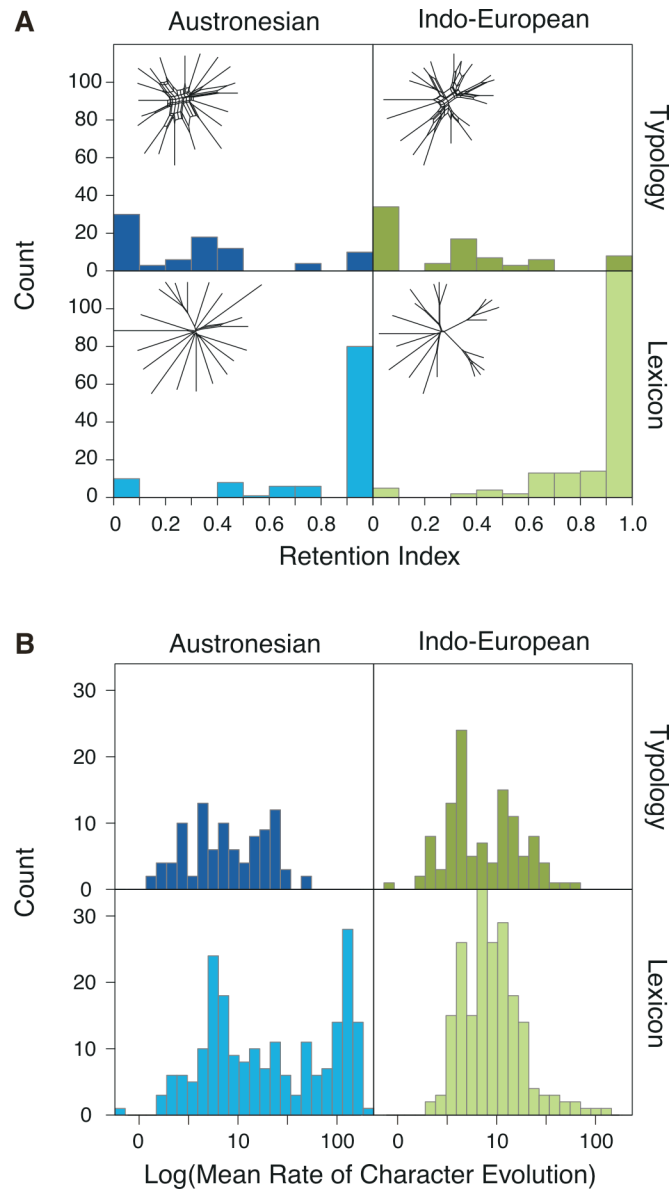 A
Austronesian Indo-European
100
80
60
40
20
0
Typology
Count
100
80
60
40
20
0
Lexicon
0 0.2 0.4 0.6 0.8 0 0.2 0.4 0.6 0.8 1.0
Retention Index
B
Austronesian Indo-European
30
20
10
0
Typology
Count
30
20
10
0
Lexicon
0 10 100 0 10 100
Log(Mean Rate of Character Evolution)